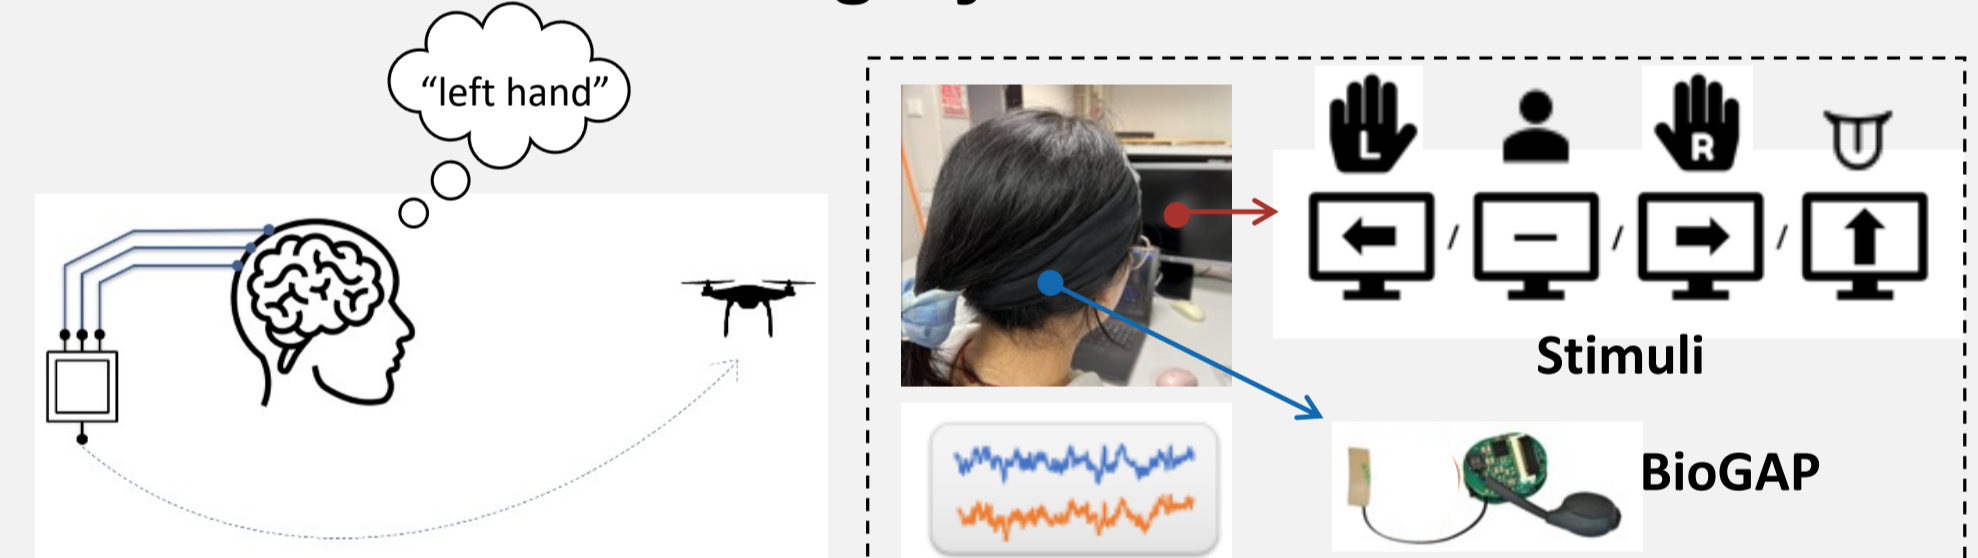 “left hand”
L
R
/ / /
Stimuli
BioGAP